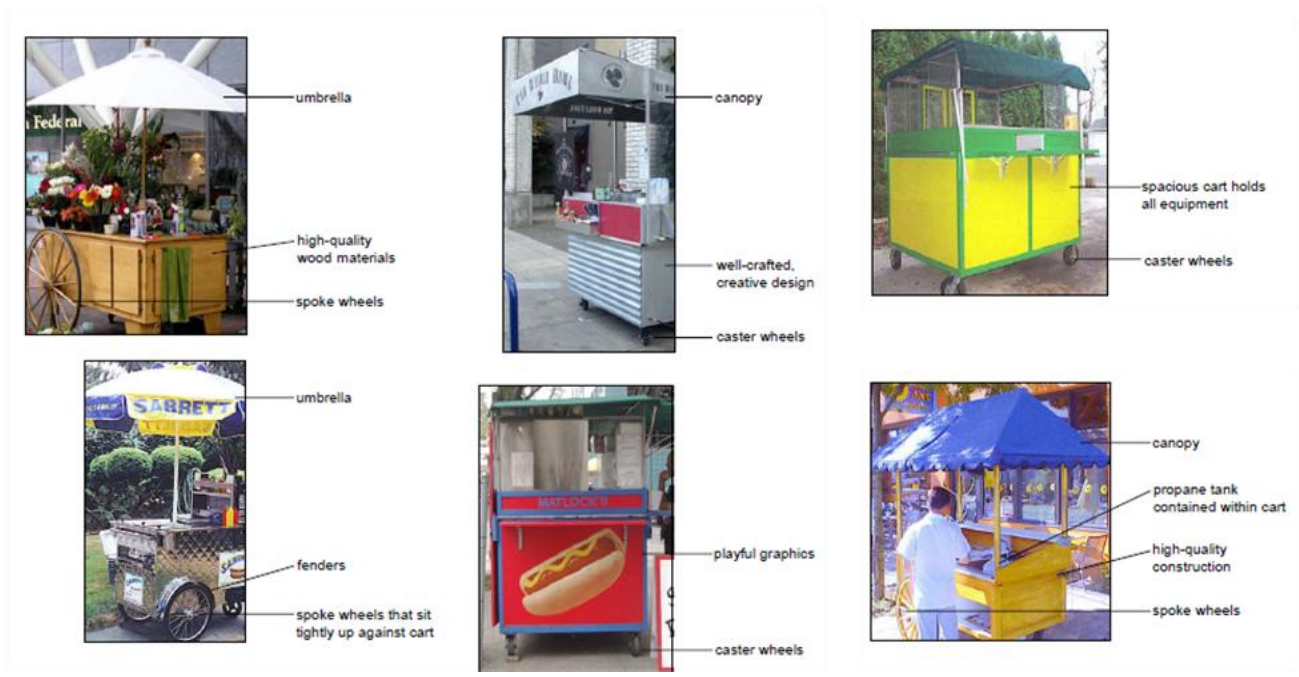 Federal
umbrella
high-quality
wood materials
spoke wheels
canopy
well-crafted,
creative design
caster wheels
spacious cart holds
all equipment
caster wheels
SABRETT
umbrella
fenders
spoke wheels that sit
tightly up against cart
MATLOCK'S
playful graphics
caster wheels
canopy
propane tank
contained within cart
high-quality
construction
spoke wheels